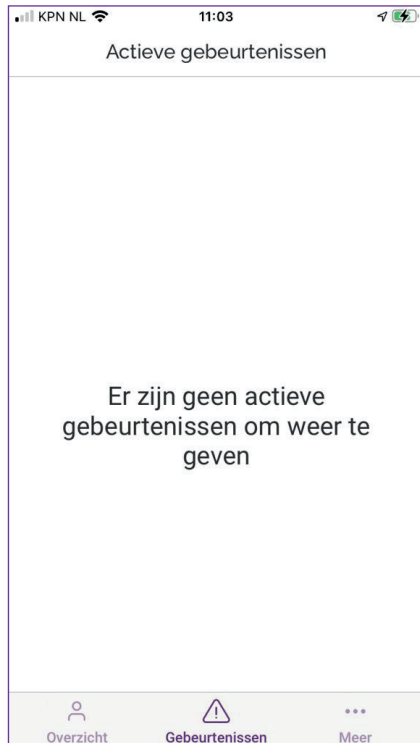 KPN NL 11:03
Actieve gebeurtenissen
Er zijn geen actieve
gebeurtenissen om weer te
geven
Overzicht Gebeurtenissen Meer